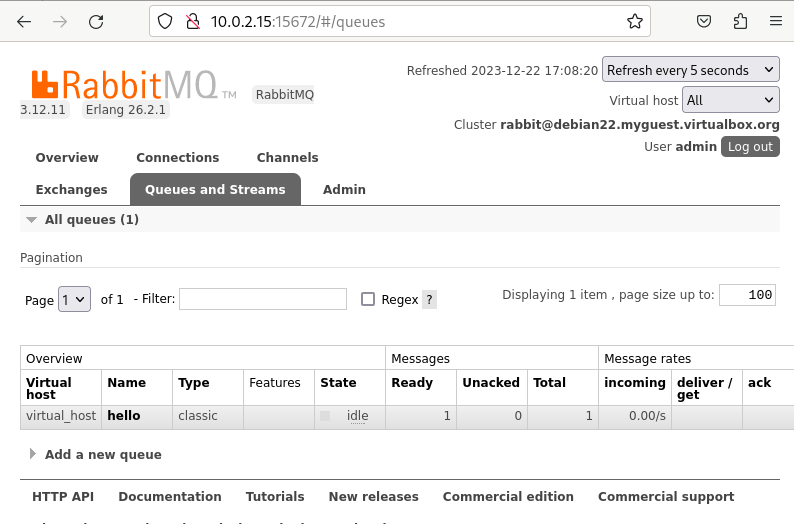 10.0.2.15:15672/#/queues
RabbitMQ TM RabbitMQ
3.12.11 Erlang 26.2.1
Refreshed 2023-12-22 17:08:20 Refresh every 5 seconds
Virtual host All
Cluster rabbit@debian22.myguest.virtualbox.org
User admin Log out
Overview Connections Channels
Exchanges Queues and Streams Admin
All queues (1)
Pagination
Page 1 of 1 - Filter: Regex ? Displaying 1 item , page size up to: 100
Overview Messages Message rates
Virtual host Name Type Features State Ready Unacked Total incoming deliver / get ack
virtual_host hello classic idle 1 0 1 0.00/s
Add a new queue
HTTP API Documentation Tutorials New releases Commercial edition Commercial support